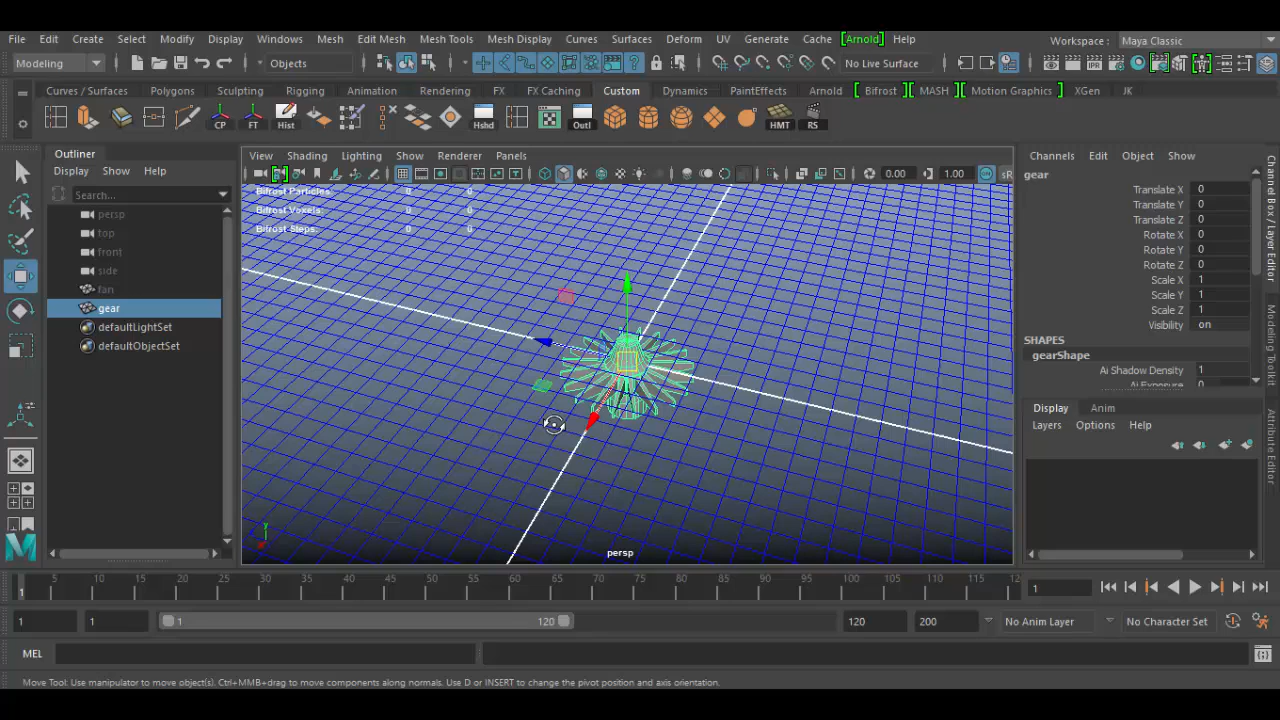 File Edit Create Select Modify Display Windows Mesh Edit Mesh Mesh Tools Mesh Display Curves Surfaces Deform UV Generate Cache [Arnold] Help Workspace : Maya Classic
Modeling Objects No Live Surface
Curves / Surfaces Polygons Sculpting Rigging Animation Rendering FX FX Caching Custom Dynamics PaintEffects Arnold [ Bifrost ] [ MASH ] [ Motion Graphics ] XGen JK
CP FT Hist Hshd Outl HMT RS
Outliner
Display Show Help
Search...
persp
top
front
side
fan
gear
defaultLightSet
defaultObjectSet
View Shading Lighting Show Renderer Panels
0.00 1.00
Bifrost Particles: 0 0
Bifrost Voxels: 0 0
Bifrost Steps: 0 0
persp
Channels Edit Object Show
gear
Translate X 0
Translate Y 0
Translate Z 0
Rotate X 0
Rotate Y 0
Rotate Z 0
Scale X 1
Scale Y 1
Scale Z 1
Visibility on
SHAPES
gearShape
Ai Shadow Density 1
Ai Exposure 0
Display Anim
Layers Options Help
Channel Box / Layer Editor
Modeling Toolkit
Attribute Editor
1 5 10 15 20 25 30 35 40 45 50 55 60 65 70 75 80 85 90 95 100 105 110 115 12
1
1 1 1 120 120 200 No Anim Layer No Character Set
MEL
Move Tool: Use manipulator to move object(s). Ctrl+MMB+drag to move components along normals. Use D or INSERT to change the pivot position and axis orientation.